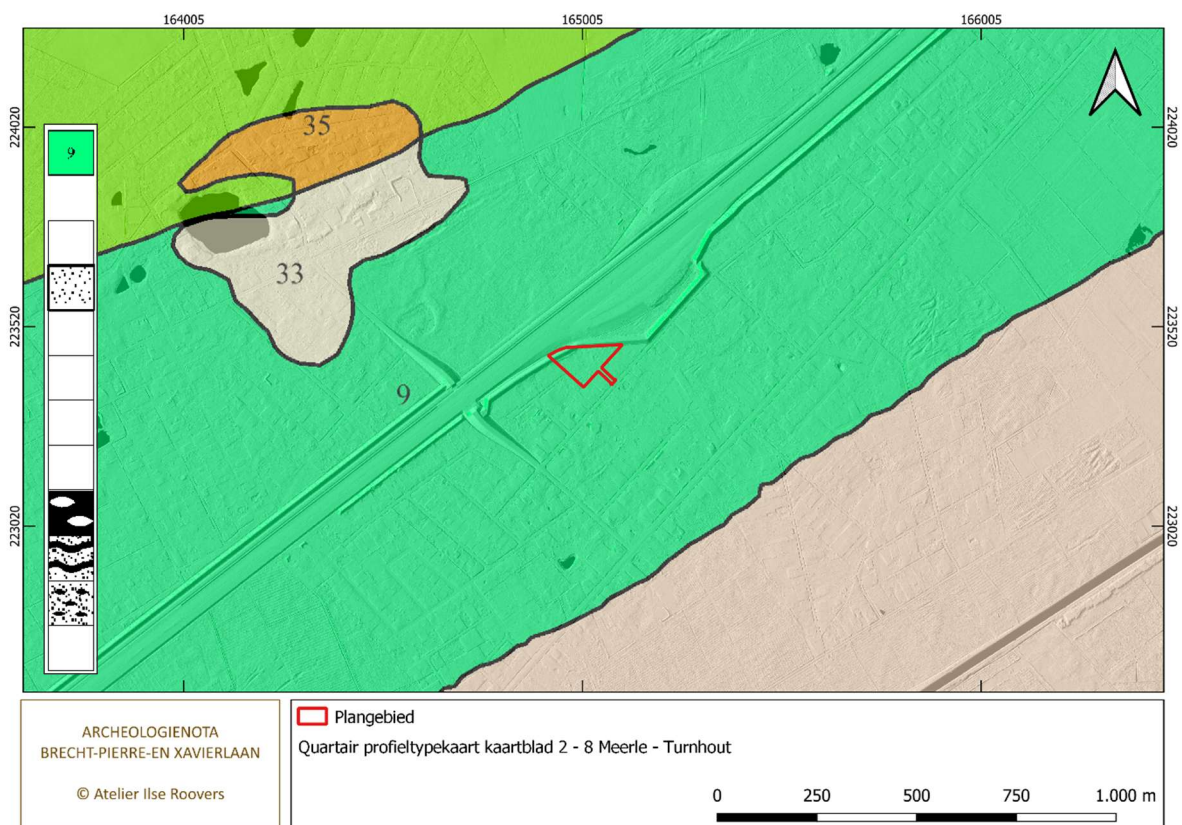 164005
165005
166005
224020
224020
35
9
33
223520
223520
9
223020
223020
ARCHEOLOGIENOTA
BRECHT-PIERRE-EN XAVIERLAAN
© Atelier Ilse Roovers
Plangebied
Quartair profieltypekaart kaartblad 2 - 8 Meerle - Turnhout
0 250 500 750 1.000 m